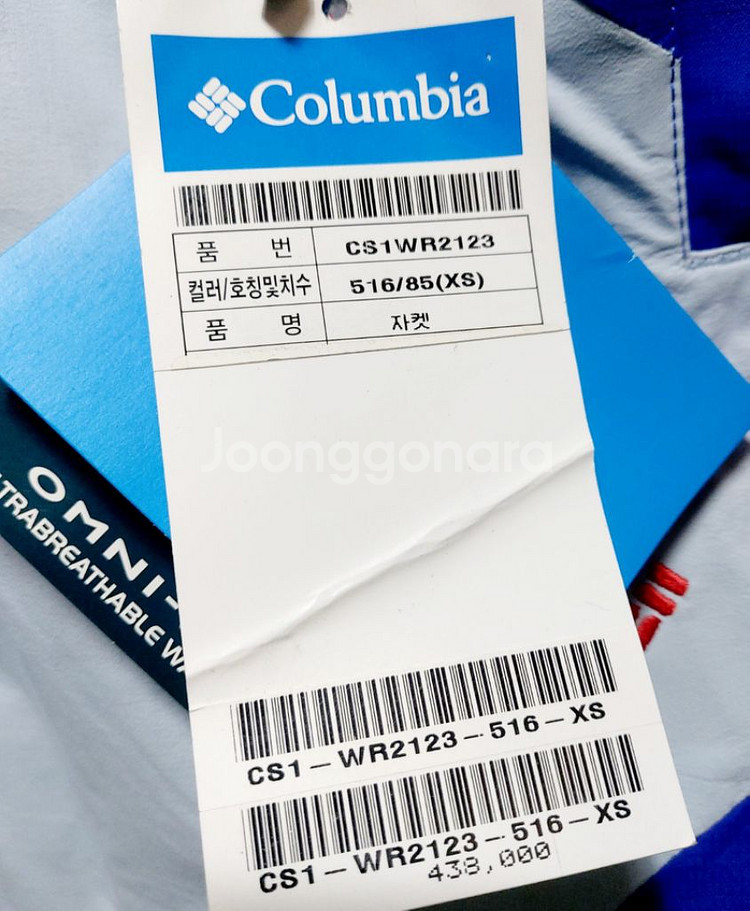 Columbia
품 번 CS1WR2123
컬러/호칭및치수 516/85(XS)
품 명 자켓
Joonggonara
OMNI-
TRABREATHABLE W
CS1-WR2123-516-XS
CS1-WR2123-516-XS
438,000